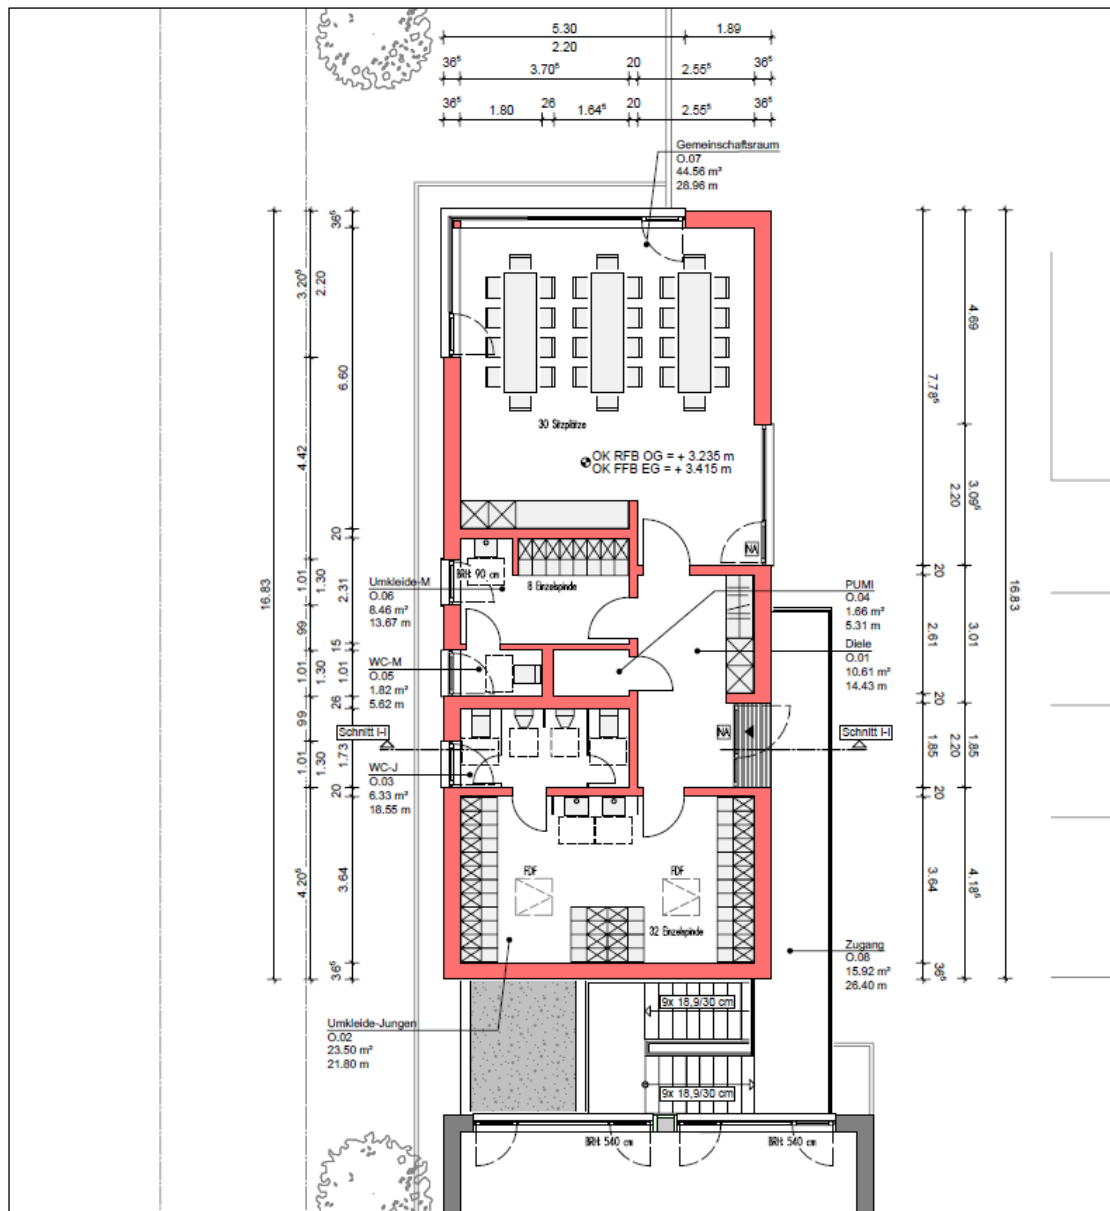 5.30 1.89
2.20
36⁵ 3.70⁵ 20 2.55⁵ 36⁵
36⁵ 1.80 26 1.64⁵ 20 2.55⁵ 36⁵
Gemeinschaftsraum
O.07
44.56 m²
28.96 m
16.83
3.20⁵
4.42
1.01
99
1.01
99
1.01
4.20⁵
2.20
1.30
1.30
1.30
36⁵
6.60
20
2.31
15
1.01
26
1.73
20
3.64
36⁵
30 Sitzplätze
OK RFB OG = + 3.235 m
OK FFB EG = + 3.415 m
7.78⁵
20
2.61
20
1.85
20
3.64
36⁵
2.20
2.20
4.69
3.09⁵
3.01
1.85
4.18⁵
16.83
NA
BRH: 90 cm
8 Einzelspinde
Umkleide-M
O.06
8.46 m²
13.67 m
PUMI
O.04
1.66 m²
5.31 m
Diele
O.01
10.61 m²
14.43 m
WC-M
O.05
1.82 m²
5.62 m
Schnitt I-I
NA
Schnitt I-I
WC-J
O.03
6.33 m²
18.55 m
FDF
FDF
32 Einzelspinde
Zugang
O.08
15.92 m²
26.40 m
Umkleide-Jungen
O.02
23.50 m²
21.80 m
9x 18,9/30 cm
9x 18,9/30 cm
BRH: 540 cm
BRH: 540 cm